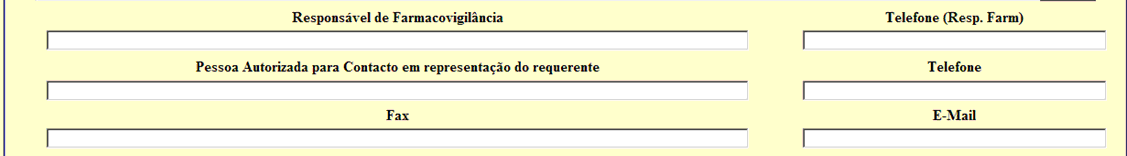 Responsável de Farmacovigilância Telefone (Resp. Farm)
Pessoa Autorizada para Contacto em representação do requerente Telefone
Fax E-Mail